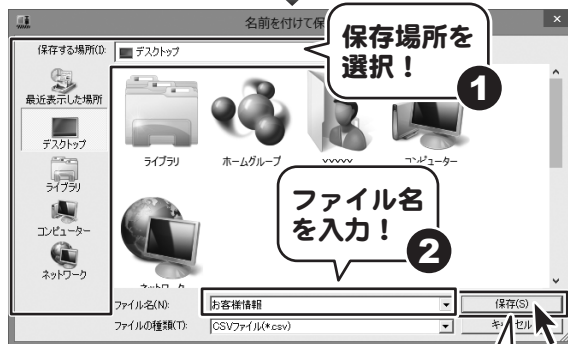 名前を付けて保
保存する場所(I):
デスクトップ
保存場所を
選択！
1
最近表示した場所
デスクトップ
ライブラリ
コンピューター
ネットワーク
ライブラリ
ホームグループ
xxxxx
コンピューター
ファイル名
を入力！
2
ファイル名(N):
お客様情報
保存(S)
ファイルの種類(T):
CSVファイル(*.csv)